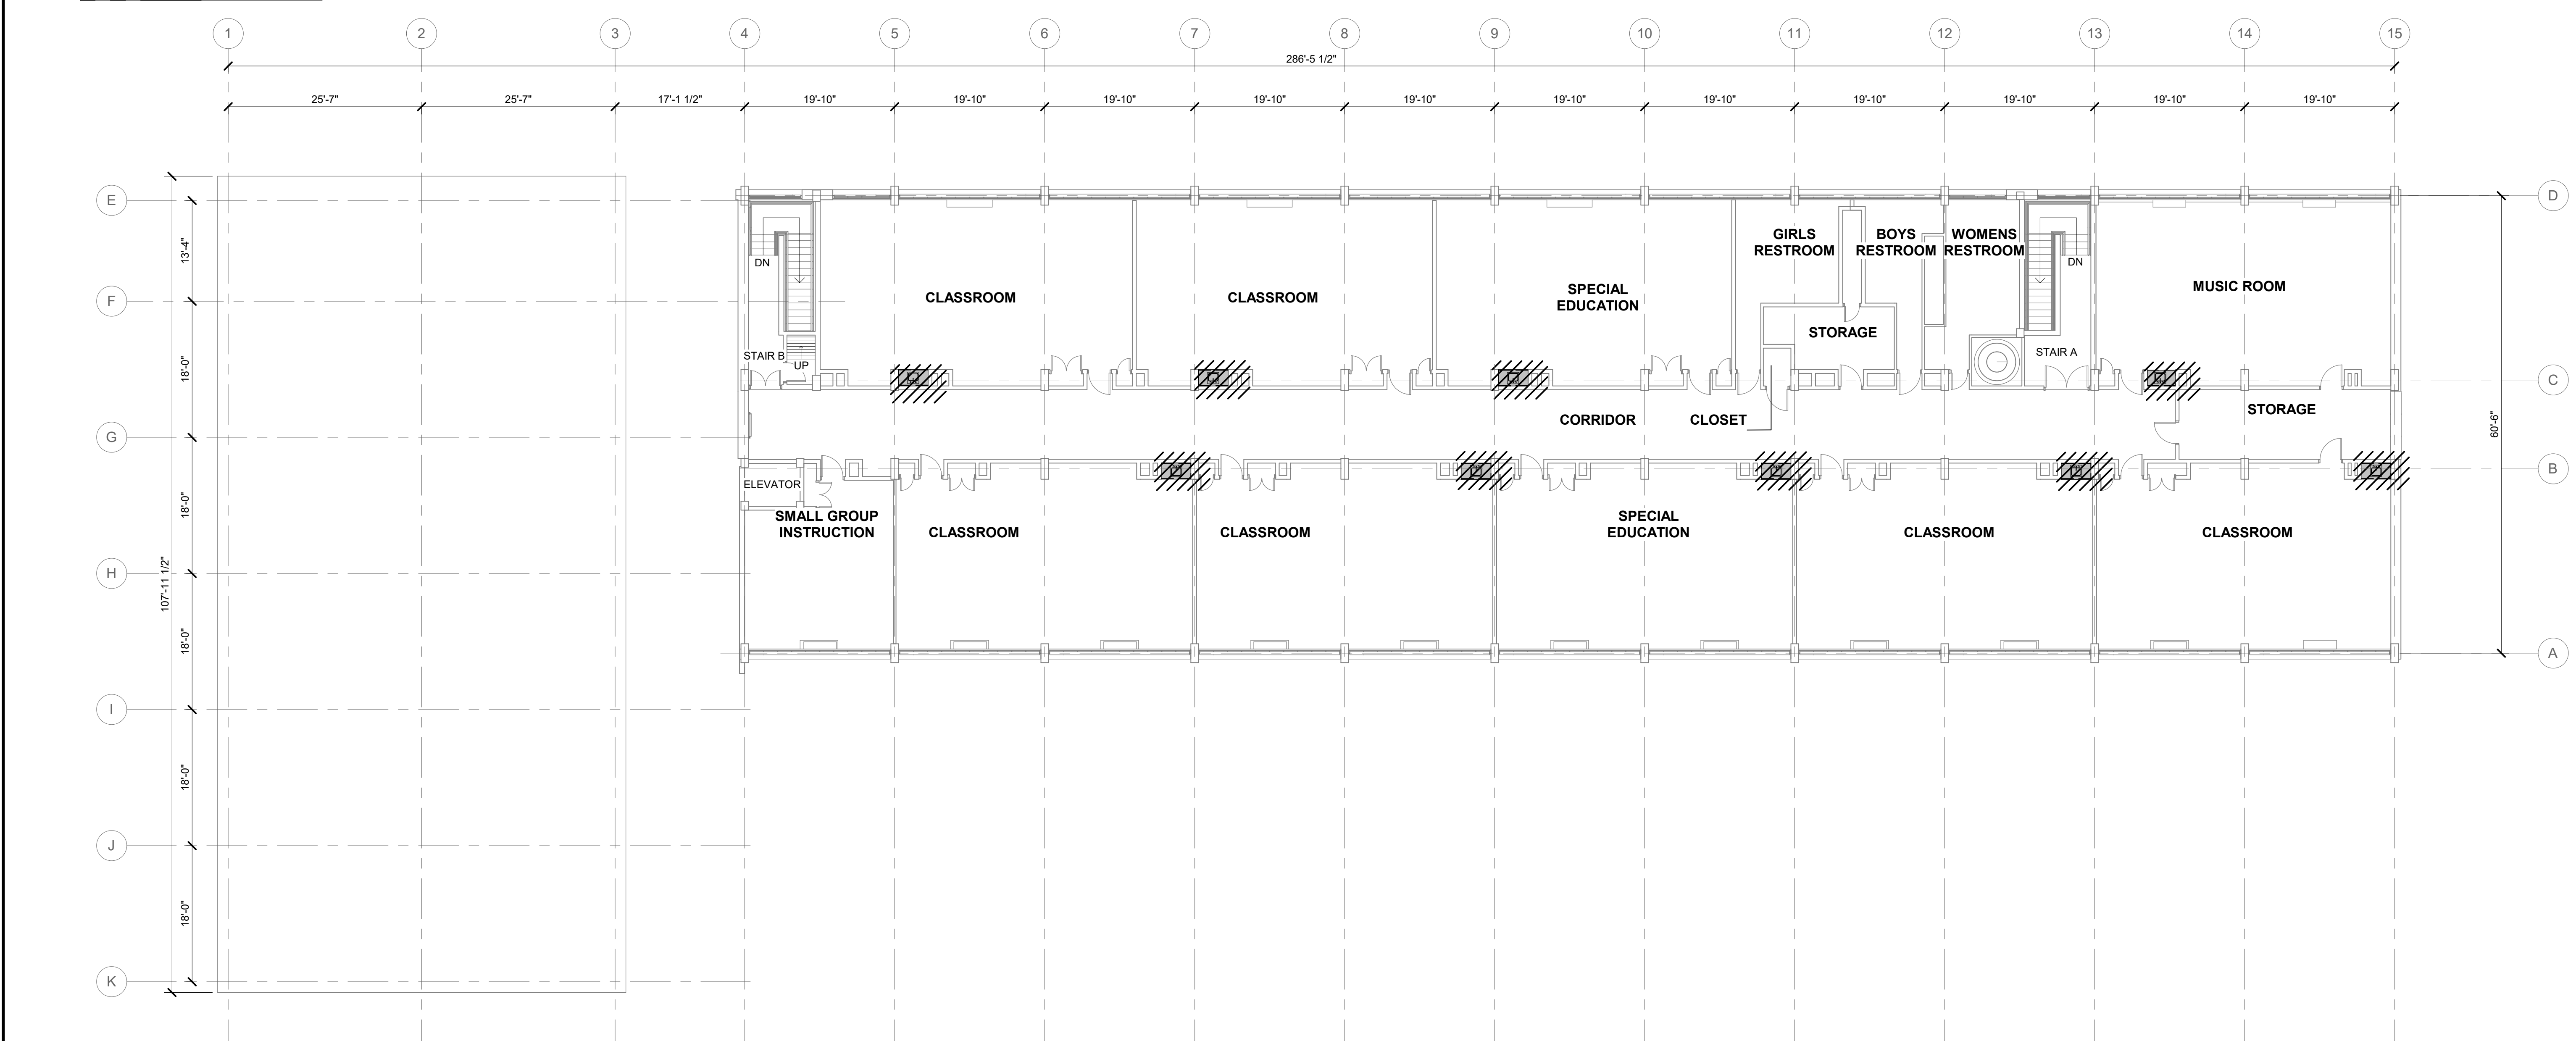 1 2 3 4 5 6 7 8 9 10 11 12 13 14 15
286'-5 1/2"
25'-7" 25'-7" 17'-1 1/2" 19'-10" 19'-10" 19'-10" 19'-10" 19'-10" 19'-10" 19'-10" 19'-10" 19'-10" 19'-10" 19'-10"
E D
13'-4"
GIRLS
RESTROOM
BOYS
RESTROOM
WOMENS
RESTROOM
DN DN
F
CLASSROOM CLASSROOM
SPECIAL
EDUCATION
MUSIC ROOM
STORAGE
18'-0"
STAIR B
UP
STAIR A
C
CORRIDOR CLOSET
STORAGE
60'-6"
G
B
ELEVATOR
18'-0"
SMALL GROUP
INSTRUCTION
CLASSROOM CLASSROOM
SPECIAL
EDUCATION
CLASSROOM CLASSROOM
H
107'-11 1/2"
18'-0"
A
I
18'-0"
J
18'-0"
K